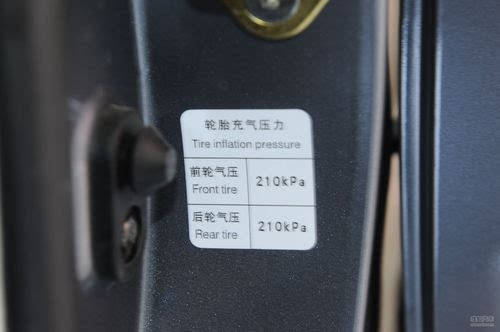 轮胎充气压力
Tire inflation pressure
前轮气压
Front tire
210kPa
后轮气压
Rear tire
210kPa